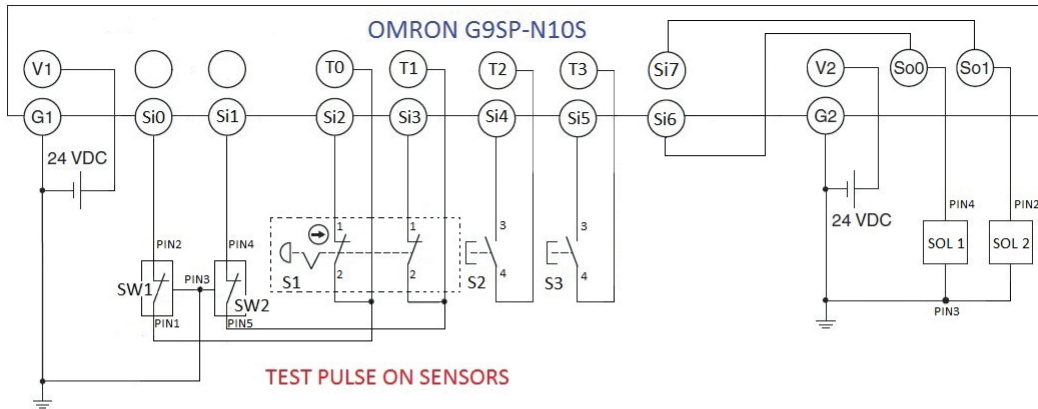 OMRON G9SP-N10S
V1 T0 T1 T2 T3 Si7 V2 So0 So1
G1 Si0 Si1 Si2 Si3 Si4 Si5 Si6 G2
24 VDC
24 VDC
PIN4 PIN2
1 1 3 3
PIN2 PIN4
SOL 1 SOL 2
2 2 4 4
S1 S2 S3
PIN3
SW1 SW2
PIN1 PIN5
PIN3
TEST PULSE ON SENSORS